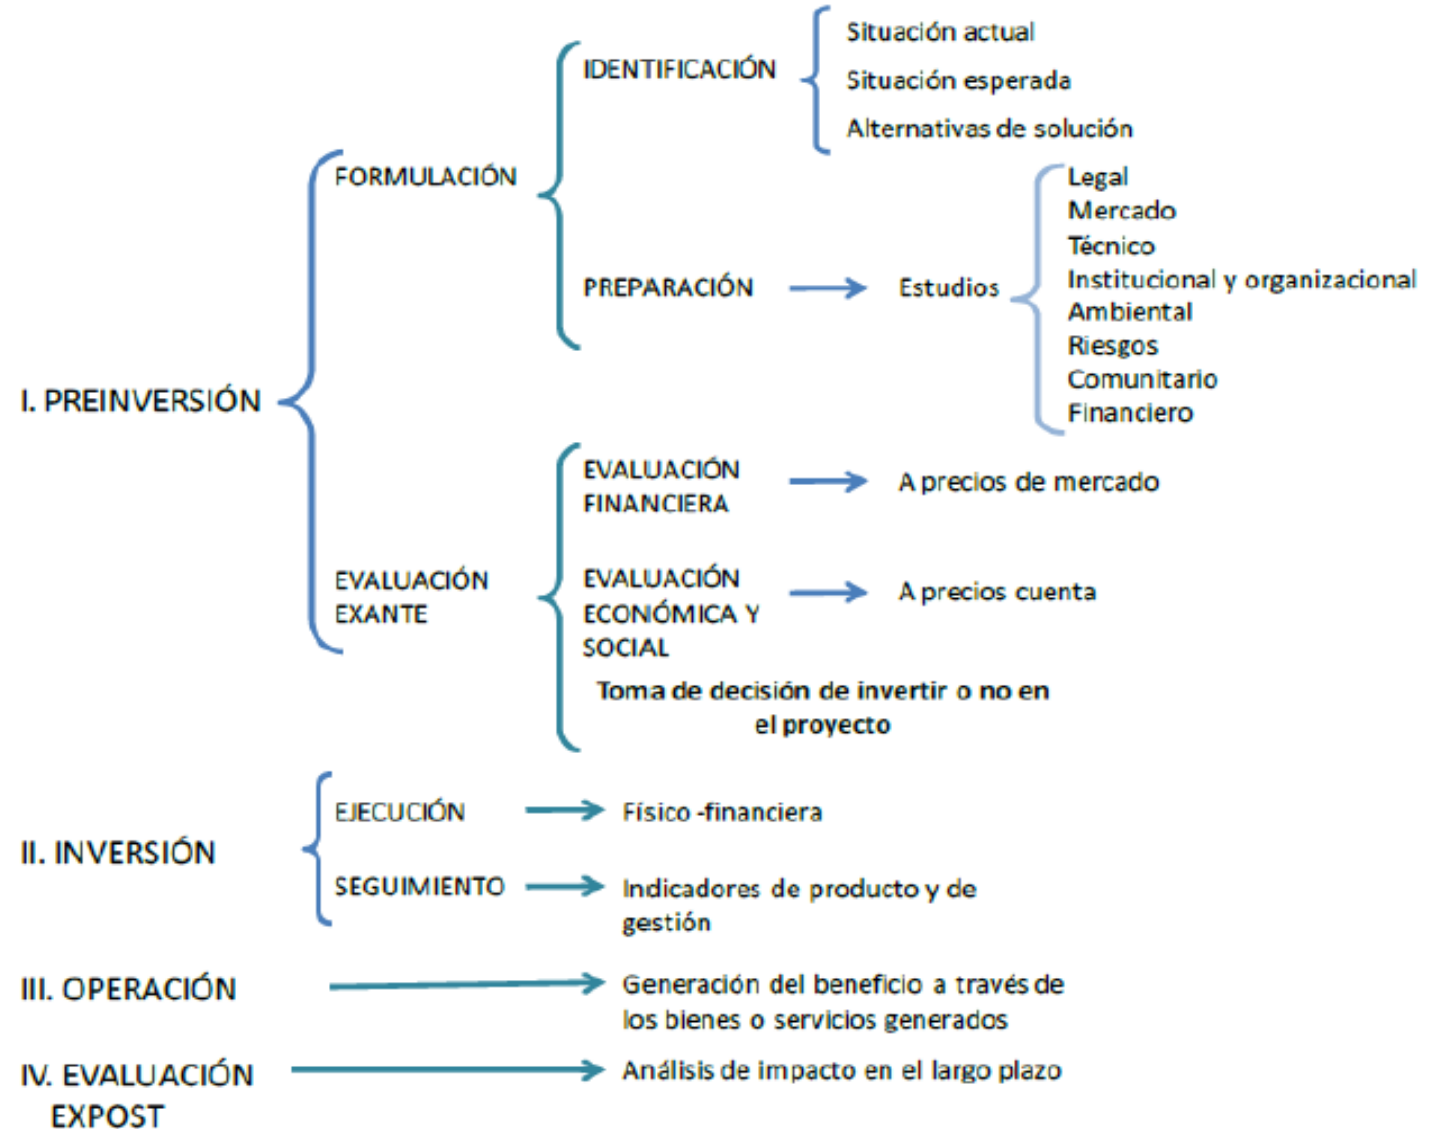 Situación actual
IDENTIFICACIÓN
Situación esperada
Alternativas de solución
FORMULACIÓN
Legal
Mercado
Técnico
PREPARACIÓN
Estudios
Institucional y organizacional
Ambiental
Riesgos
Comunitario
Financiero
I. PREINVERSIÓN
EVALUACIÓN
FINANCIERA
A precios de mercado
EVALUACIÓN
EXANTE
EVALUACIÓN
ECONÓMICA Y
SOCIAL
A precios cuenta
Toma de decisión de invertir o no en
el proyecto
II. INVERSIÓN
EJECUCIÓN
Físico -financiera
SEGUIMIENTO
Indicadores de producto y de
gestión
III. OPERACIÓN
Generación del beneficio a través de
los bienes o servicios generados
IV. EVALUACIÓN
EXPOST
Análisis de impacto en el largo plazo